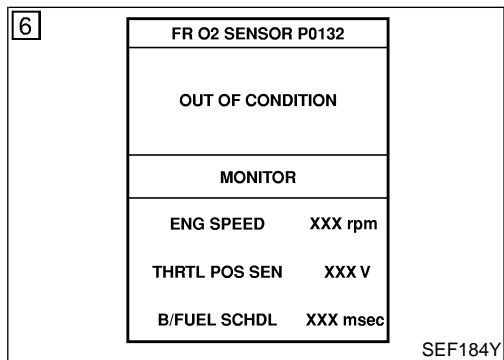 6
FR O2 SENSOR P0132
OUT OF CONDITION
MONITOR
ENG SPEED XXX rpm
THRTL POS SEN XXX V
B/FUEL SCHDL XXX msec
SEF184Y